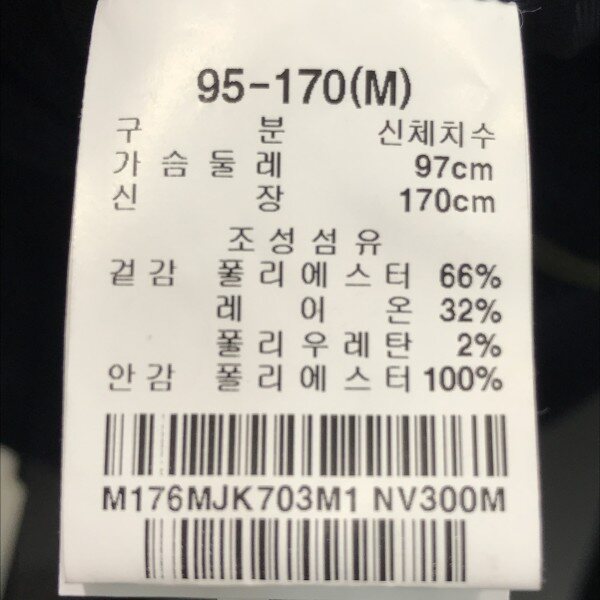 95-170(M)
구 분 신체치수
가슴둘레 97cm
신 장 170cm
조성섬유
겉감 폴리에스터 66%
레이온 32%
폴리우레탄 2%
안감 폴리에스터 100%
M176MJK703M1 NV300M